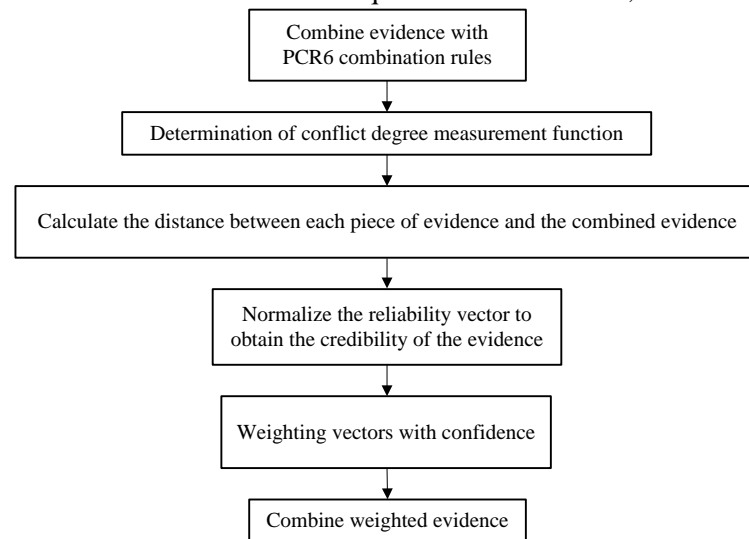 Combine evidence with
PCR6 combination rules
Determination of conflict degree measurement function
Calculate the distance between each piece of evidence and the combined evidence
Normalize the reliability vector to
obtain the credibility of the evidence
Weighting vectors with confidence
Combine weighted evidence